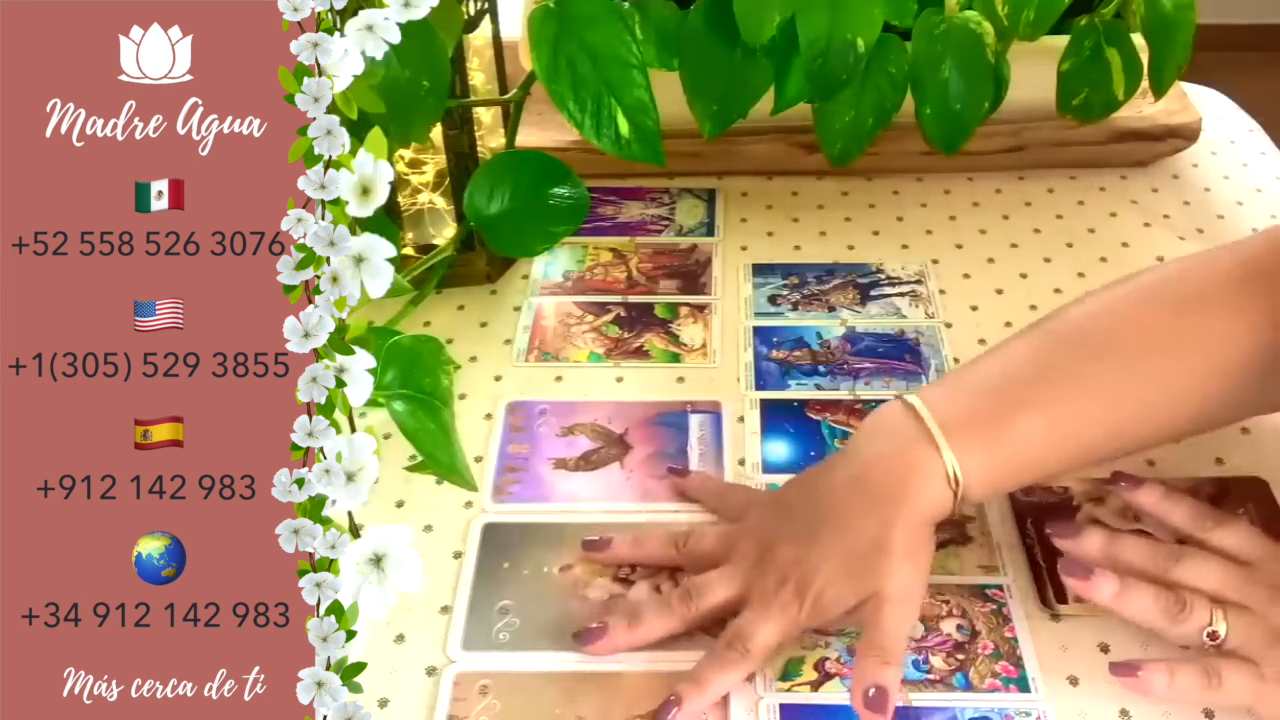 Madre Agua
+52 558 526 3076
+1(305) 529 3855
+912 142 983
+34 912 142 983
Más cerca de ti